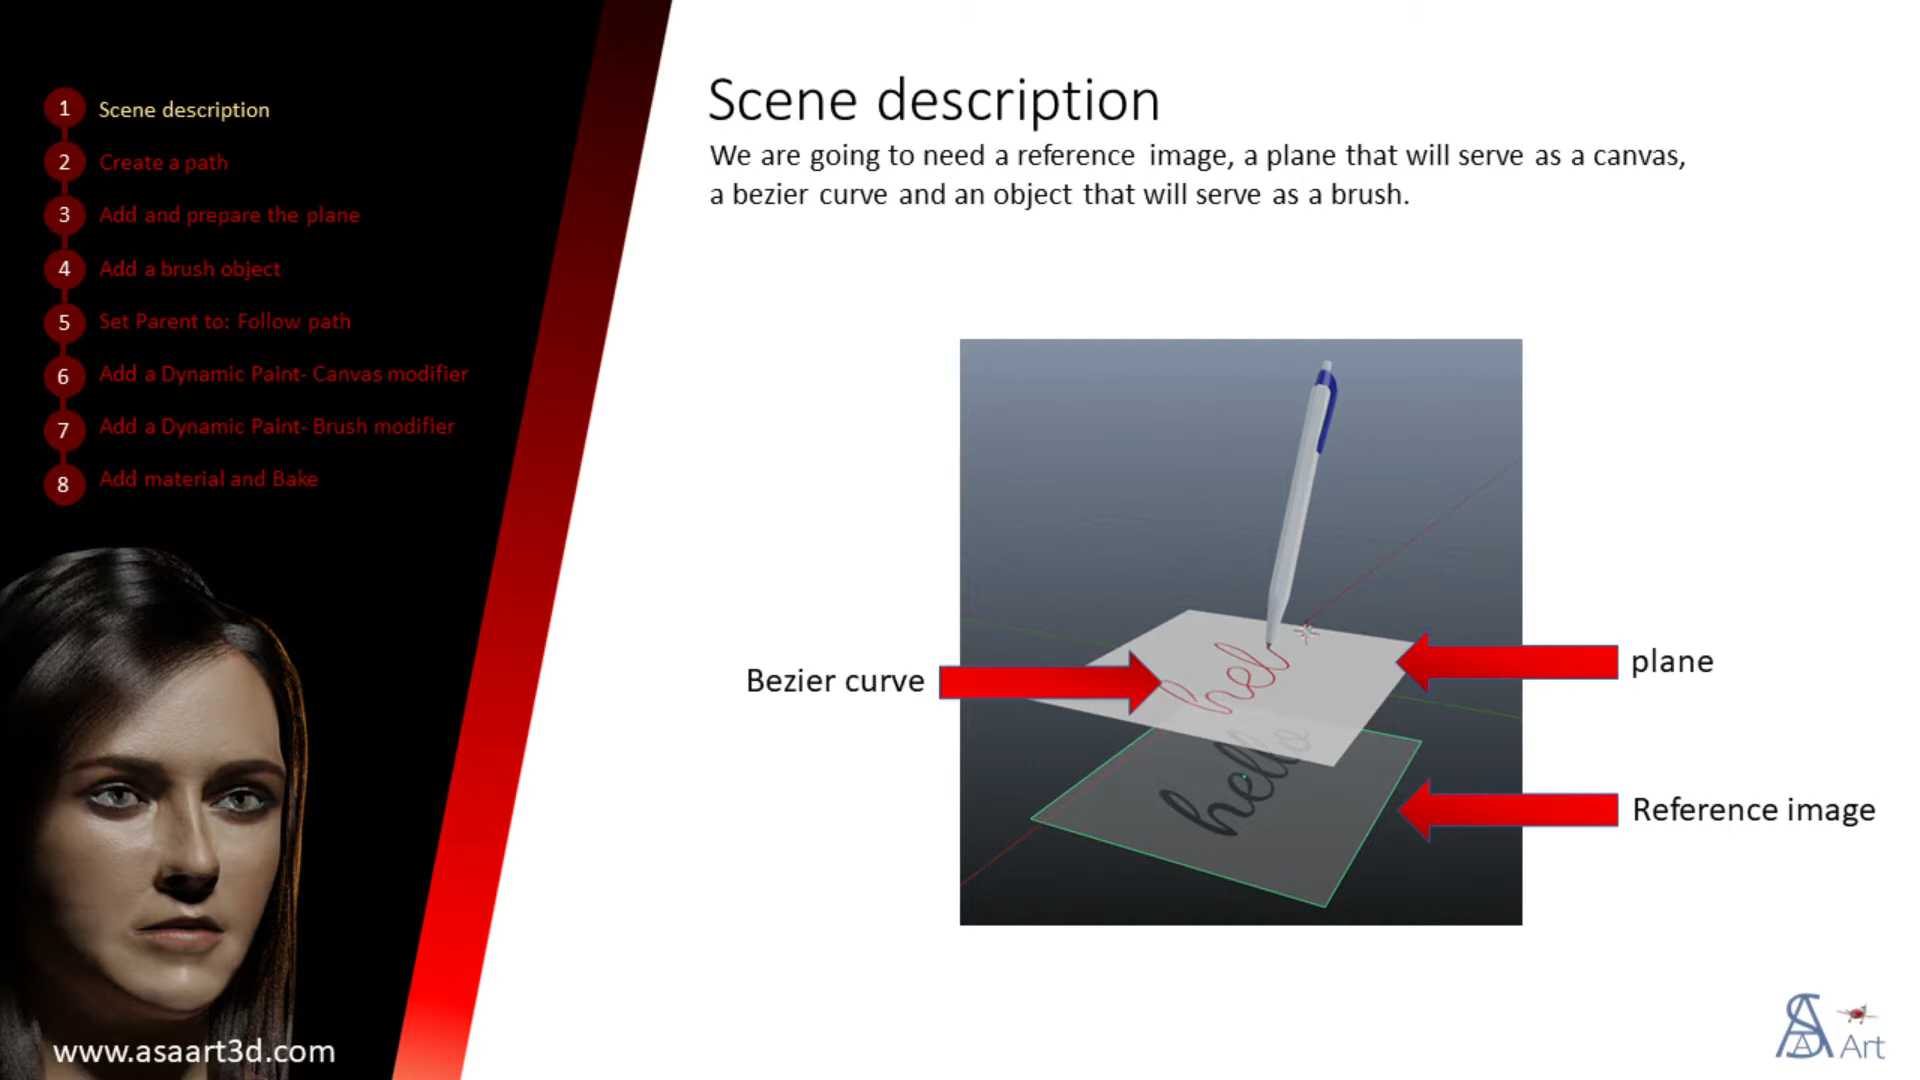 1 Scene description
2 Create a path
3 Add and prepare the plane
4 Add a brush object
5 Set Parent to: Follow path
6 Add a Dynamic Paint- Canvas modifier
7 Add a Dynamic Paint- Brush modifier
8 Add material and Bake
www.asaart3d.com
Scene description
We are going to need a reference image, a plane that will serve as a canvas,
a bezier curve and an object that will serve as a brush.
hel
Bezier curve
plane
hello
Reference image
ASA Art